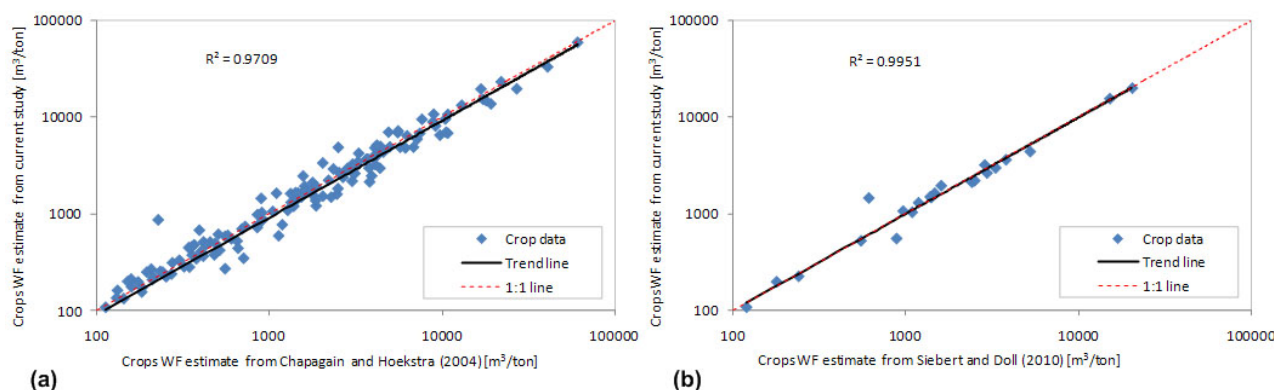 Crops WF estimate from current study [m³/ton]
100000
10000
1000
100
R² = 0.9709
Crop data
Trend line
1:1 line
100 1000 10000 100000
Crops WF estimate from Chapagain and Hoekstra (2004) [m³/ton]
(a)
Crops WF estimate from current study [m³/ton]
100000
10000
1000
100
R² = 0.9951
Crop data
Trend line
1:1 line
100 1000 10000 100000
Crops WF estimate from Siebert and Doll (2010) [m³/ton]
(b)